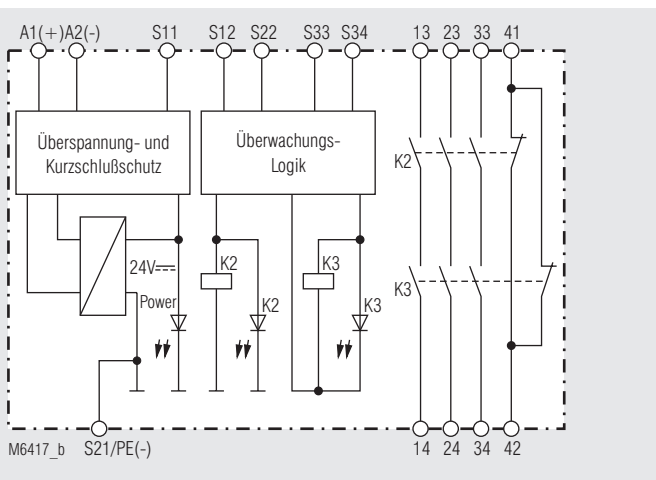 A1(+)A2(-) S11 S12 S22 S33 S34 13 23 33 41
Überspannung- und
Kurzschlußschutz
Überwachungs-
Logik
K2
24V
K2
K3
K3
Power
K2
K3
M6417_b S21/PE(-) 14 24 34 42